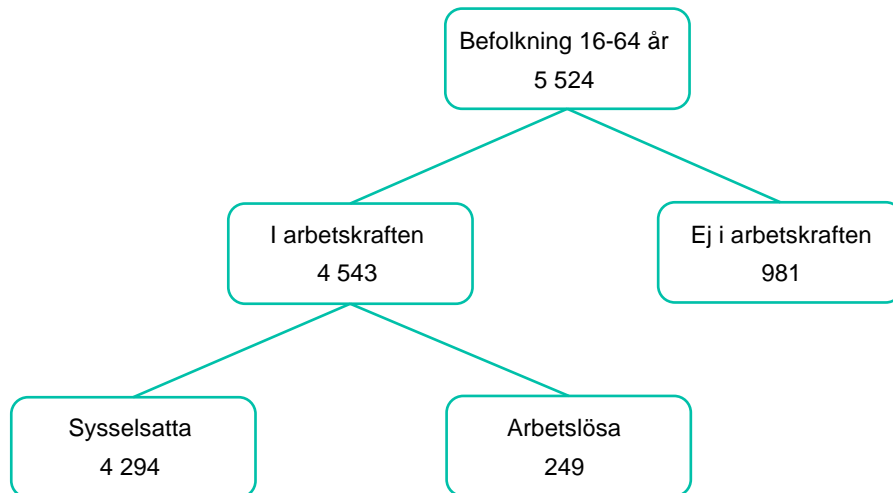 Befolkning 16-64 år
5 524
I arbetskraften
4 543
Ej i arbetskraften
981
Sysselsatta
4 294
Arbetslösa
249